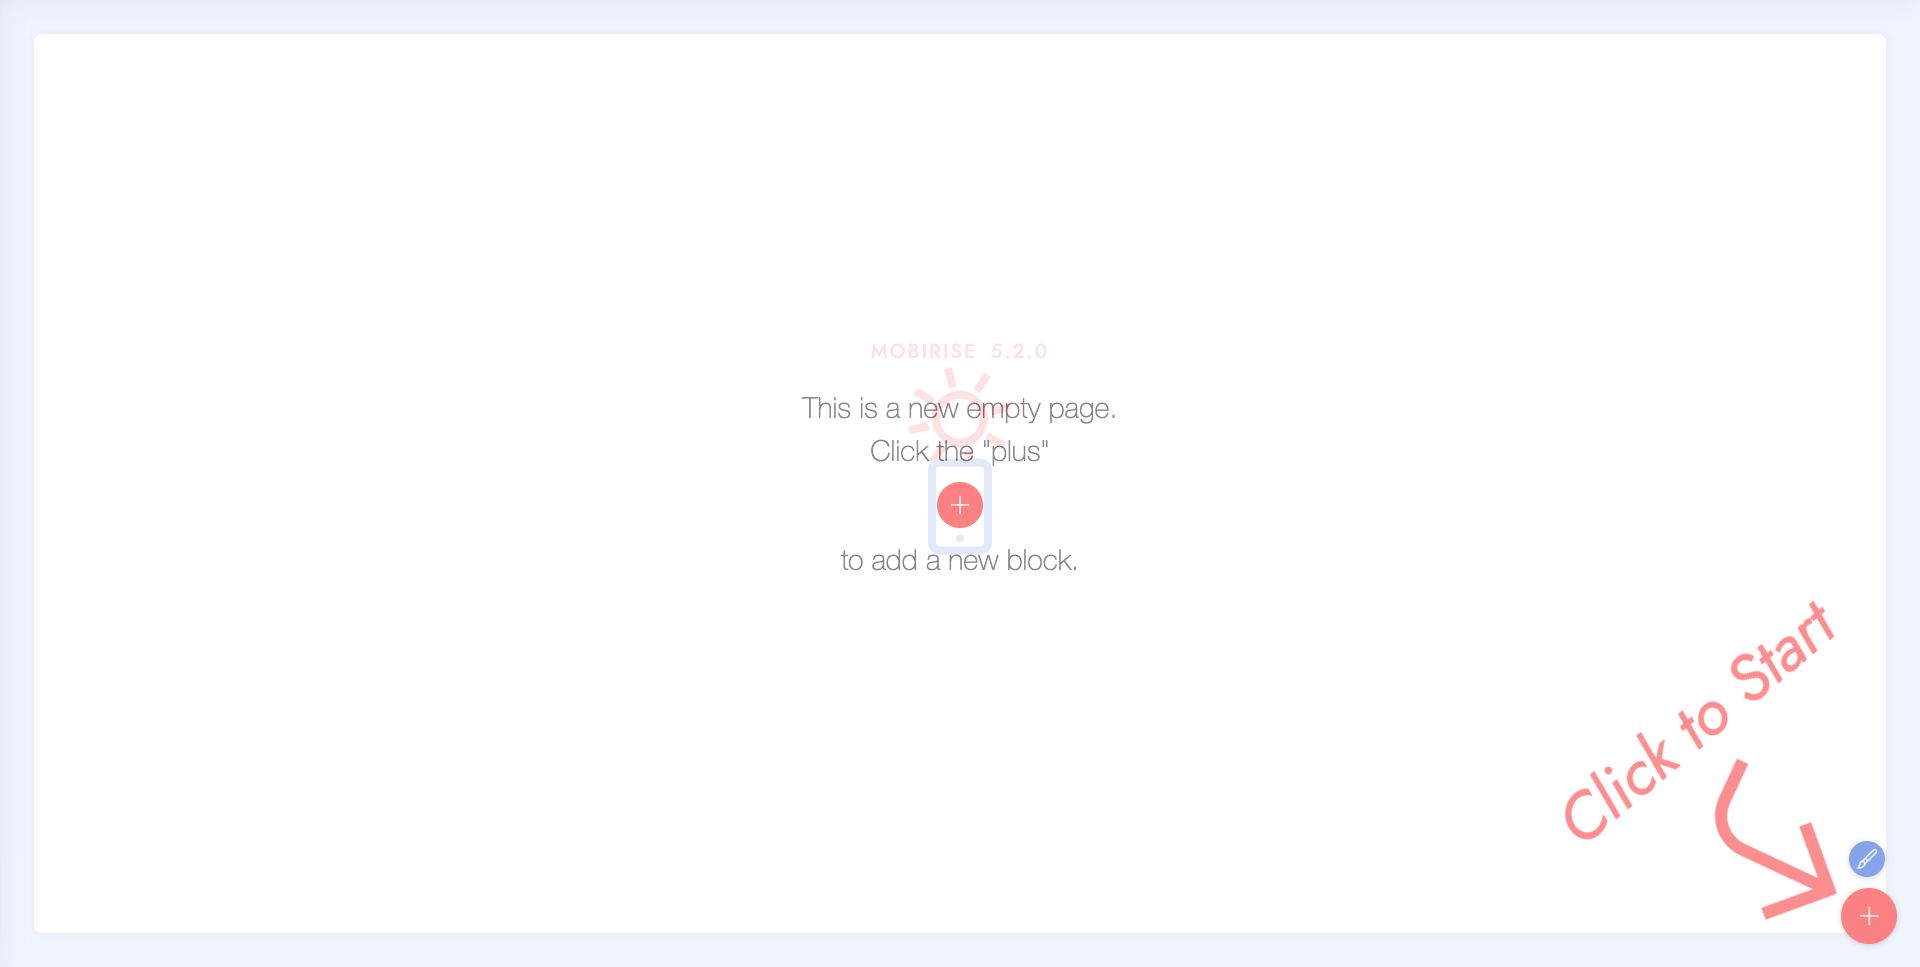 MOBIRISE 5.2.0
This is a new empty page.
Click the "plus"
to add a new block.
Click to Start